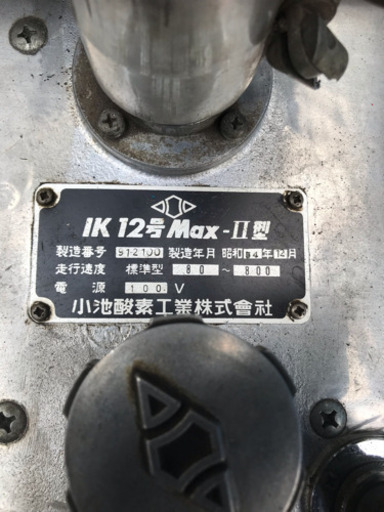 IK 12号 Max-II型
製造番号 912100 製造年月 昭和 年12月
走行速度 標準型 80 ~ 800
電源 100 V
小池酸素工業株式會社